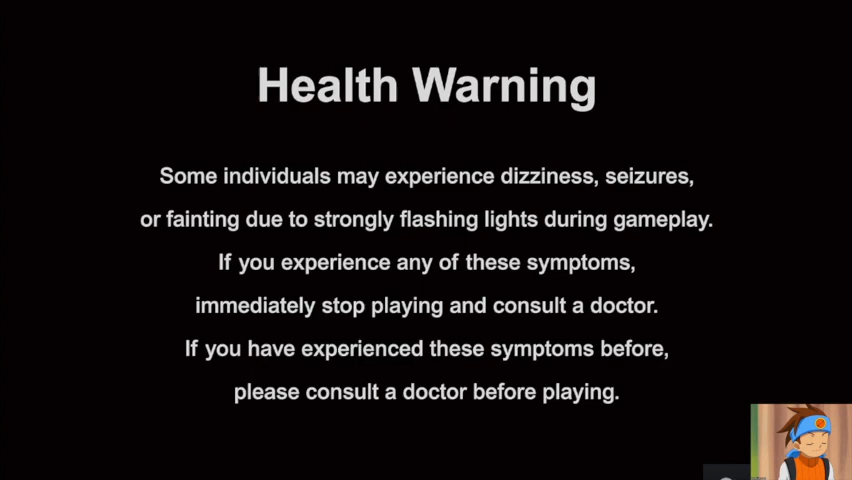 Health Warning
Some individuals may experience dizziness, seizures,
or fainting due to strongly flashing lights during gameplay.
If you experience any of these symptoms,
immediately stop playing and consult a doctor.
If you have experienced these symptoms before,
please consult a doctor before playing.